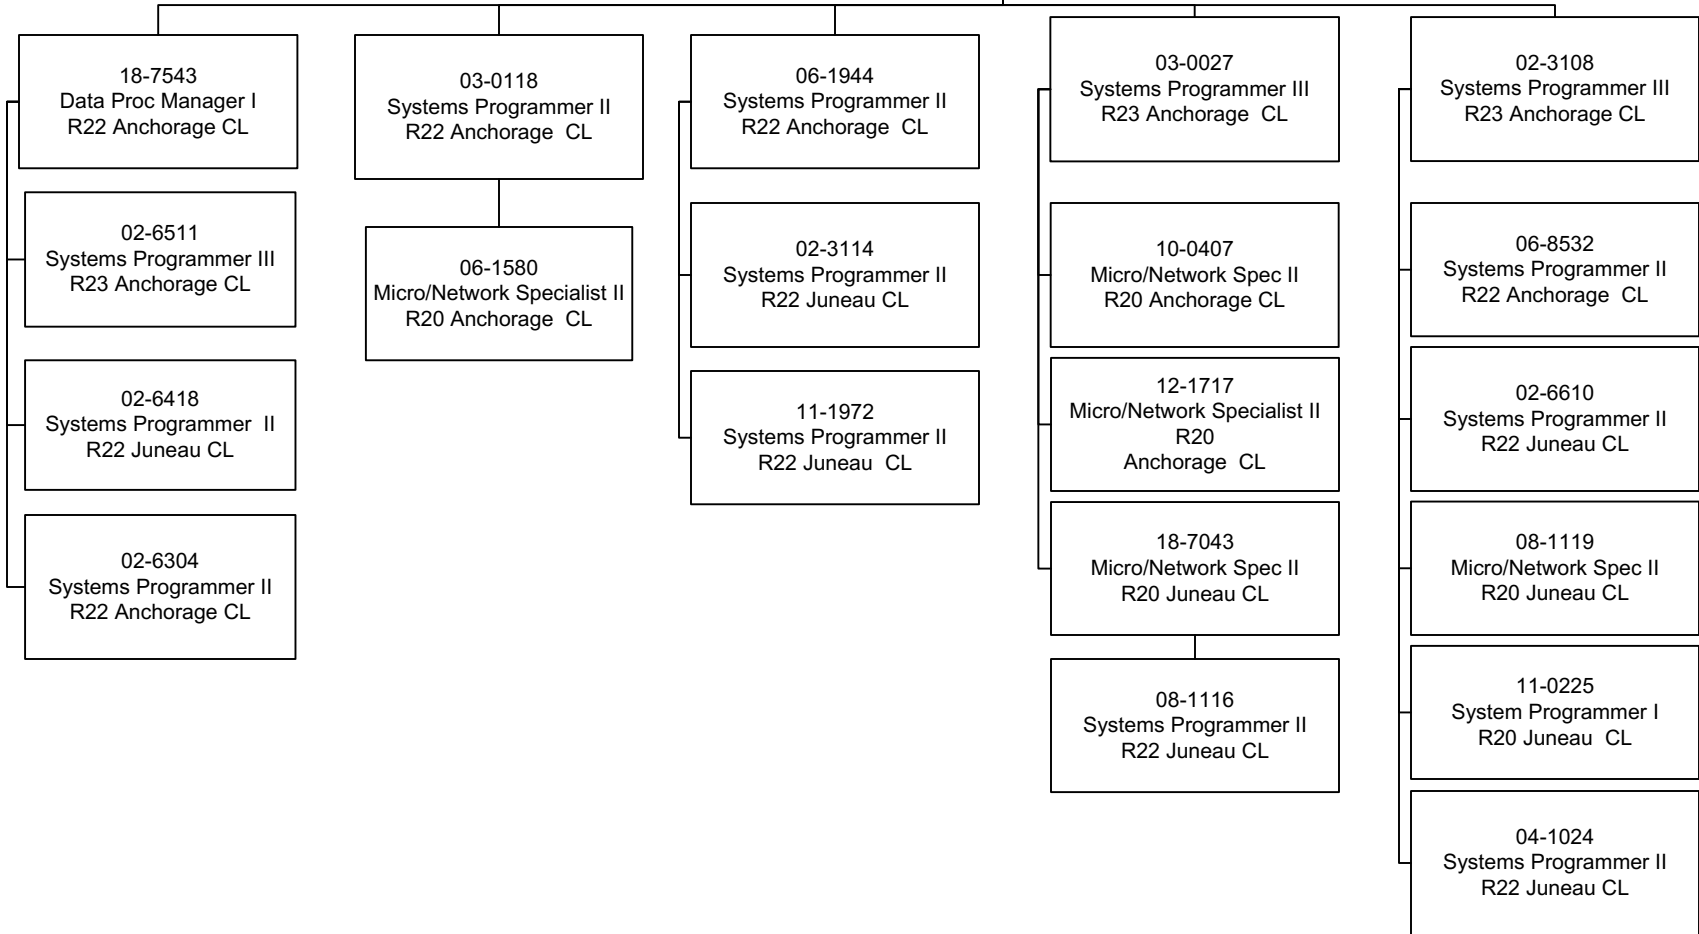 18-7543
Data Proc Manager I
R22 Anchorage CL
02-6511
Systems Programmer III
R23 Anchorage CL
02-6418
Systems Programmer  II
R22 Juneau CL
02-6304
Systems Programmer II
R22 Anchorage CL
03-0118
Systems Programmer II
R22 Anchorage  CL
06-1580
Micro/Network Specialist II
R20 Anchorage  CL
06-1944
Systems Programmer II
R22 Anchorage  CL
02-3114
Systems Programmer II
R22 Juneau CL
11-1972
Systems Programmer II
R22 Juneau  CL
03-0027
Systems Programmer III
R23 Anchorage  CL
10-0407
Micro/Network Spec II
R20 Anchorage CL
12-1717
Micro/Network Specialist II
R20
Anchorage  CL
18-7043
Micro/Network Spec II
R20 Juneau CL
08-1116
Systems Programmer II
R22 Juneau CL
02-3108
Systems Programmer III
R23 Anchorage CL
06-8532
Systems Programmer II
R22 Anchorage  CL
02-6610
Systems Programmer II
R22 Juneau CL
08-1119
Micro/Network Spec II
R20 Juneau CL
11-0225
System Programmer I
R20 Juneau  CL
04-1024
Systems Programmer II
R22 Juneau CL